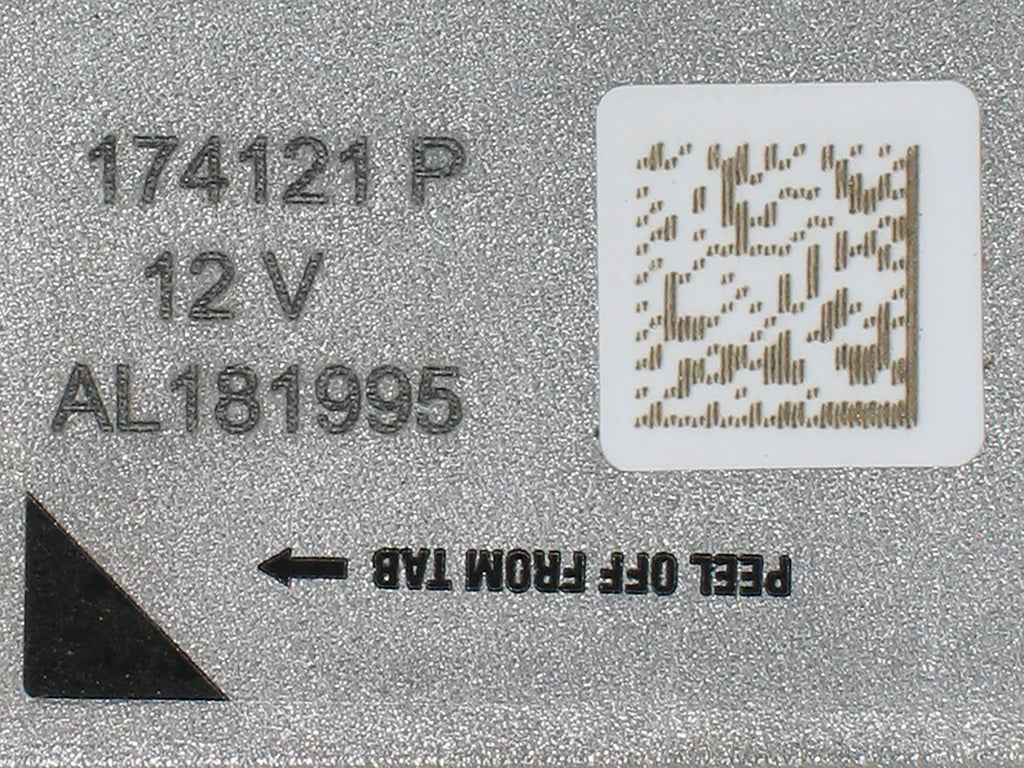 174121 P
12 V
AL181995
PEEL OFF FROM TAB